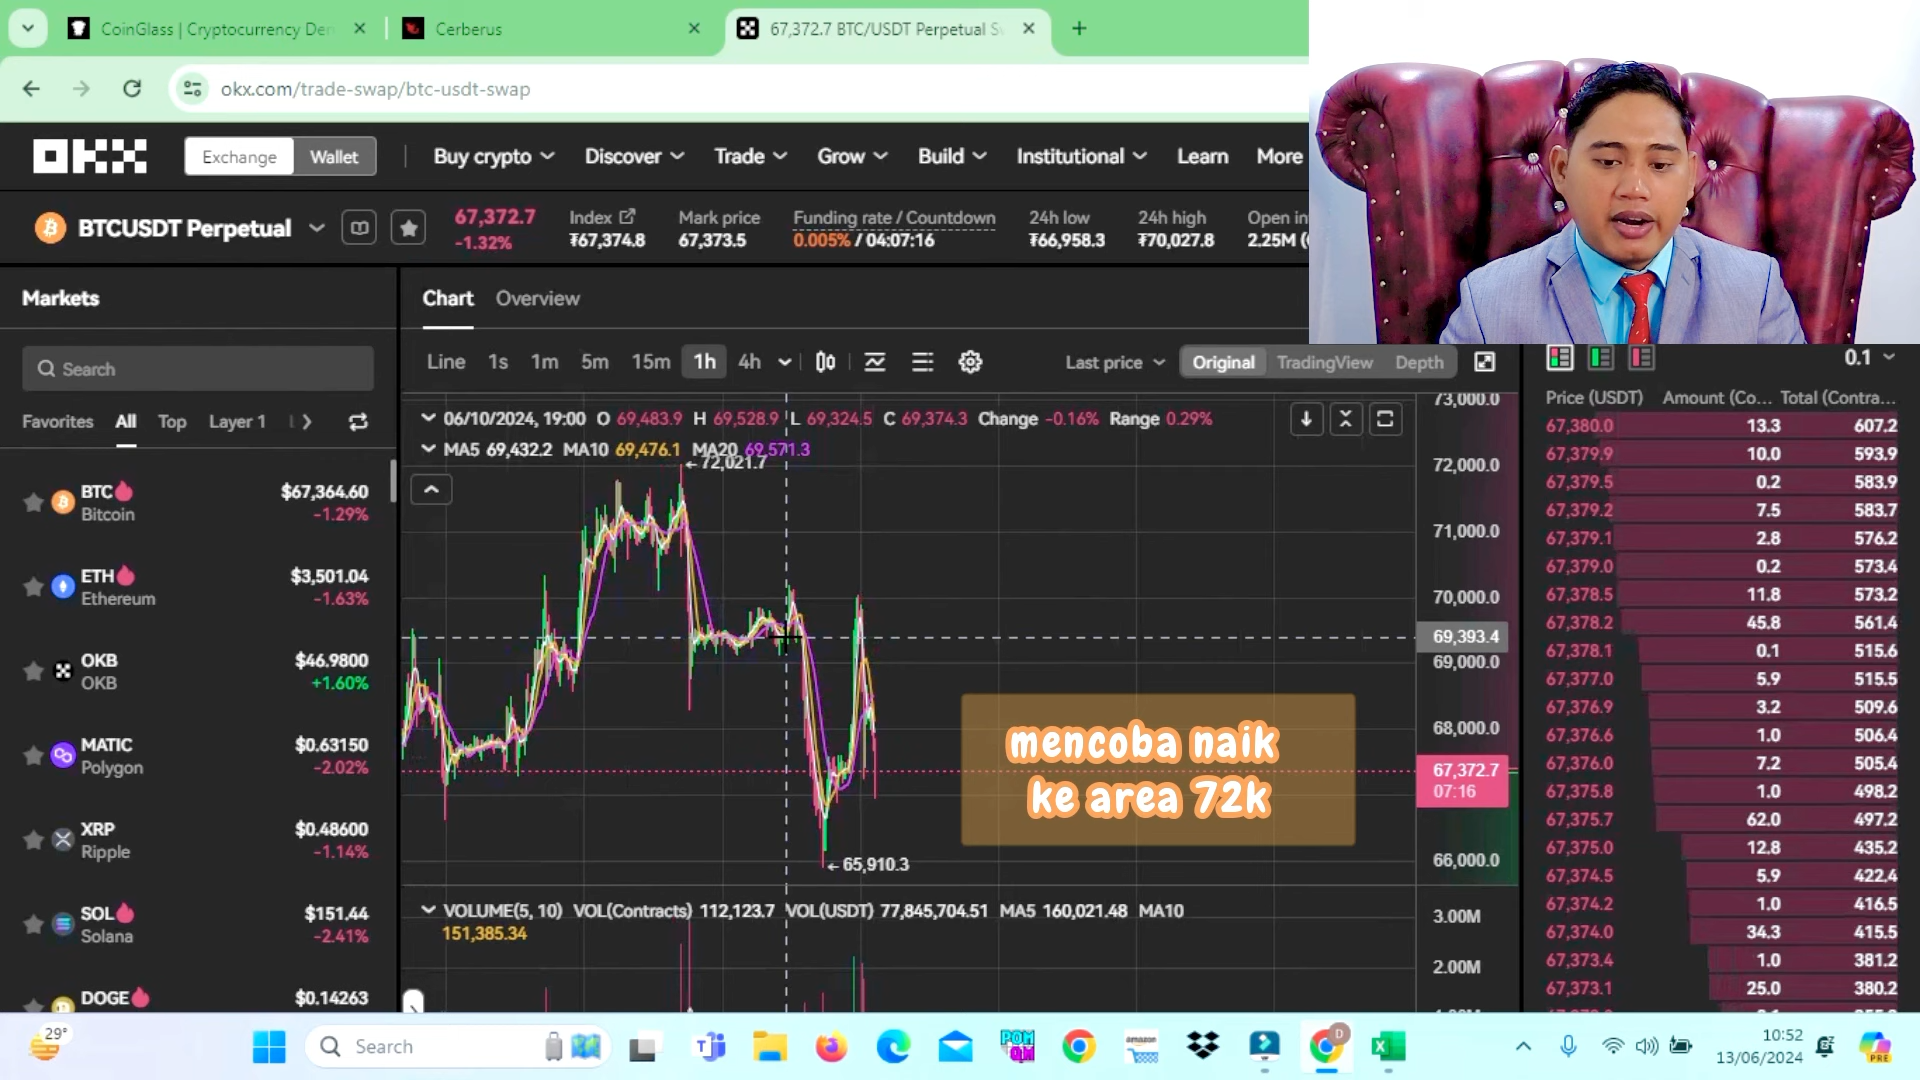 CoinGlass | Cryptocurrency Der
Cerberus
67,372.7 BTC/USDT Perpetual S
okx.com/trade-swap/btc-usdt-swap
OKX
Exchange Wallet
Buy crypto Discover Trade Grow Build Institutional Learn More
BTCUSDT Perpetual
67,372.7
-1.32%
Index
₮67,374.8
Mark price
67,373.5
Funding rate / Countdown
0.005% / 04:07:16
24h low
₮66,958.3
24h high
₮70,027.8
Open in
2.25M (
Markets
Search
Favorites All Top Layer 1
BTC $67,364.60
Bitcoin -1.29%
ETH $3,501.04
Ethereum -1.63%
OKB $46.9800
OKB +1.60%
MATIC $0.63150
Polygon -2.02%
XRP $0.48600
Ripple -1.14%
SOL $151.44
Solana -2.41%
DOGE $0.14263
Chart Overview
Line 1s 1m 5m 15m 1h 4h
Last price Original TradingView Depth
06/10/2024, 19:00 O 69,483.9 H 69,528.9 L 69,324.5 C 69,374.3 Change -0.16% Range 0.29%
MA5 69,432.2 MA10 69,476.1 MA20 69,571.3
72,021.7
65,910.3
73,000.0
72,000.0
71,000.0
70,000.0
69,393.4
69,000.0
68,000.0
67,372.7
07:16
66,000.0
mencoba naik
ke area 72k
VOLUME(5, 10) VOL(Contracts) 112,123.7 VOL(USDT) 77,845,704.51 MA5 160,021.48 MA10
151,385.34
3.00M
2.00M
0.1
Price (USDT) Amount (Co... Total (Contra...
67,380.0 13.3 607.2
67,379.9 10.0 593.9
67,379.5 0.2 583.9
67,379.2 7.5 583.7
67,379.1 2.8 576.2
67,379.0 0.2 573.4
67,378.5 11.8 573.2
67,378.2 45.8 561.4
67,378.1 0.1 515.6
67,377.0 5.9 515.5
67,376.9 3.2 509.6
67,376.6 1.0 506.4
67,376.0 7.2 505.4
67,375.8 1.0 498.2
67,375.7 62.0 497.2
67,375.0 12.8 435.2
67,374.5 5.9 422.4
67,374.2 1.0 416.5
67,374.0 34.3 415.5
67,373.4 1.0 381.2
67,373.1 25.0 380.2
29°
Search
amazon
10:52
13/06/2024
PRE